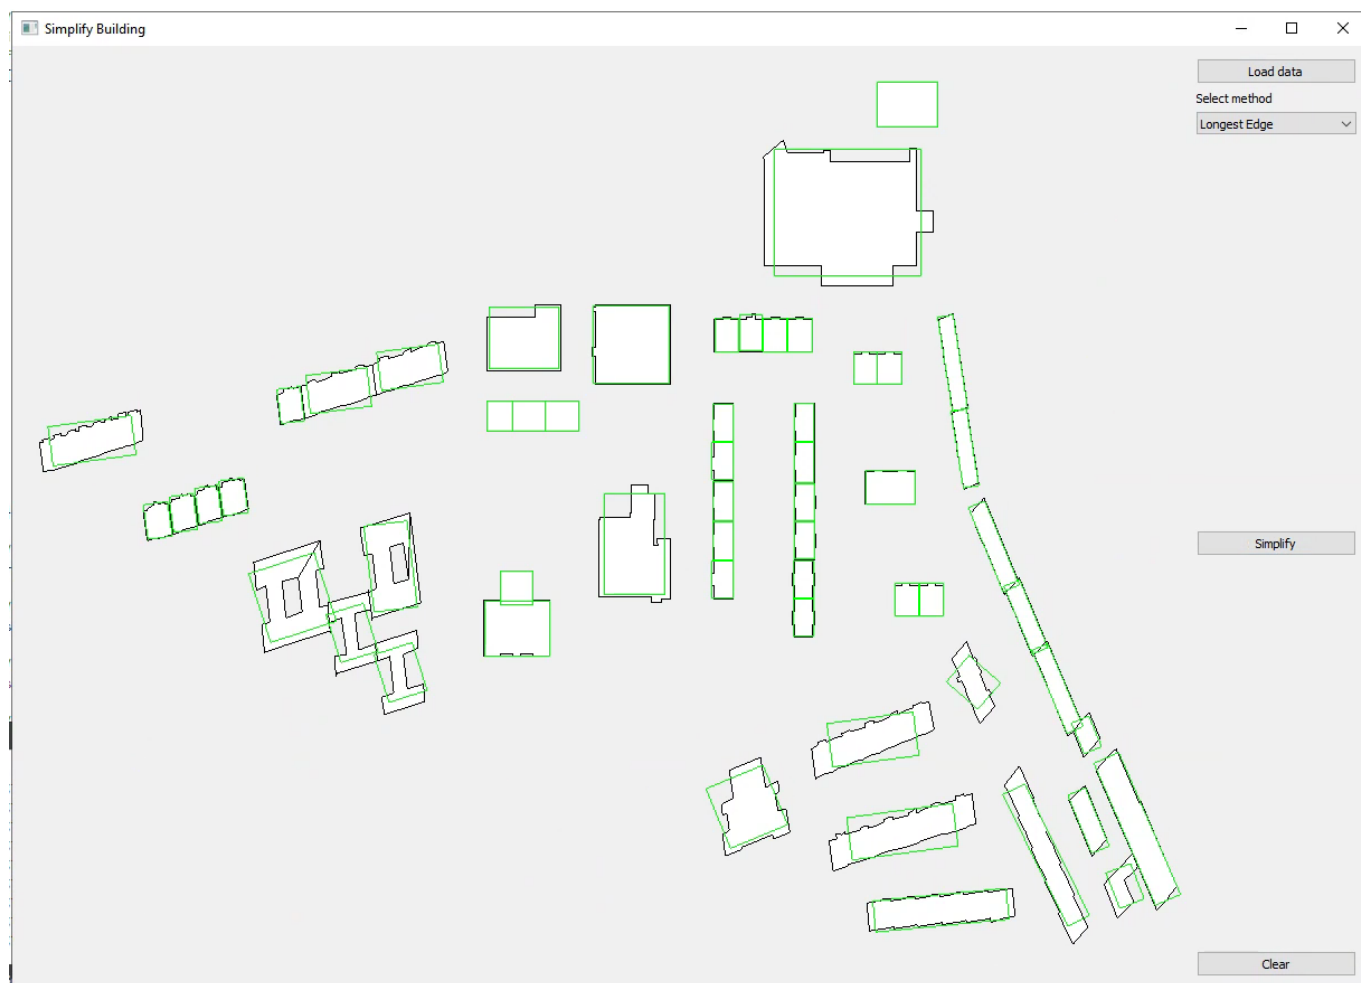 Simplify Building
Load data
Select method
Longest Edge
Simplify
Clear